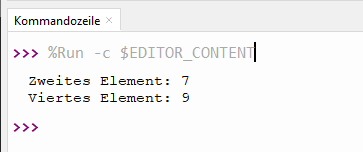 Kommandozeile ×
>>> %Run -c $EDITOR_CONTENT
Zweites Element: 7
Viertes Element: 9
>>>